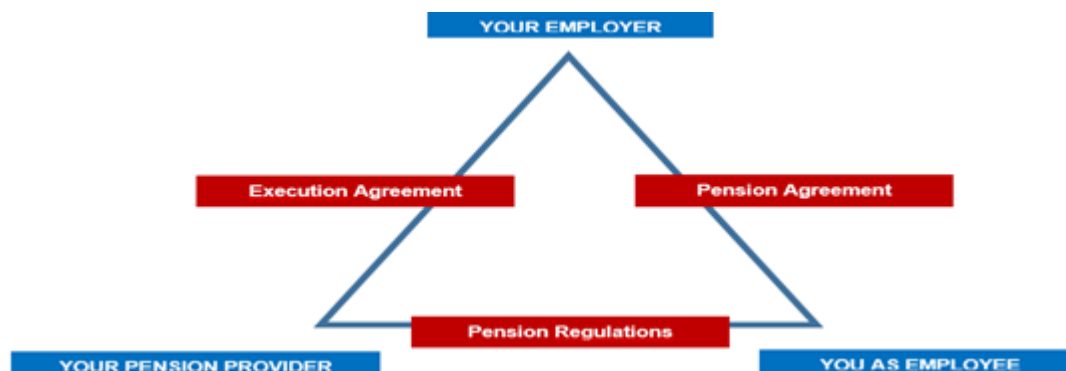 YOUR EMPLOYER
Execution Agreement
Pension Agreement
Pension Regulations
YOUR PENSION PROVIDER
YOU AS EMPLOYEE